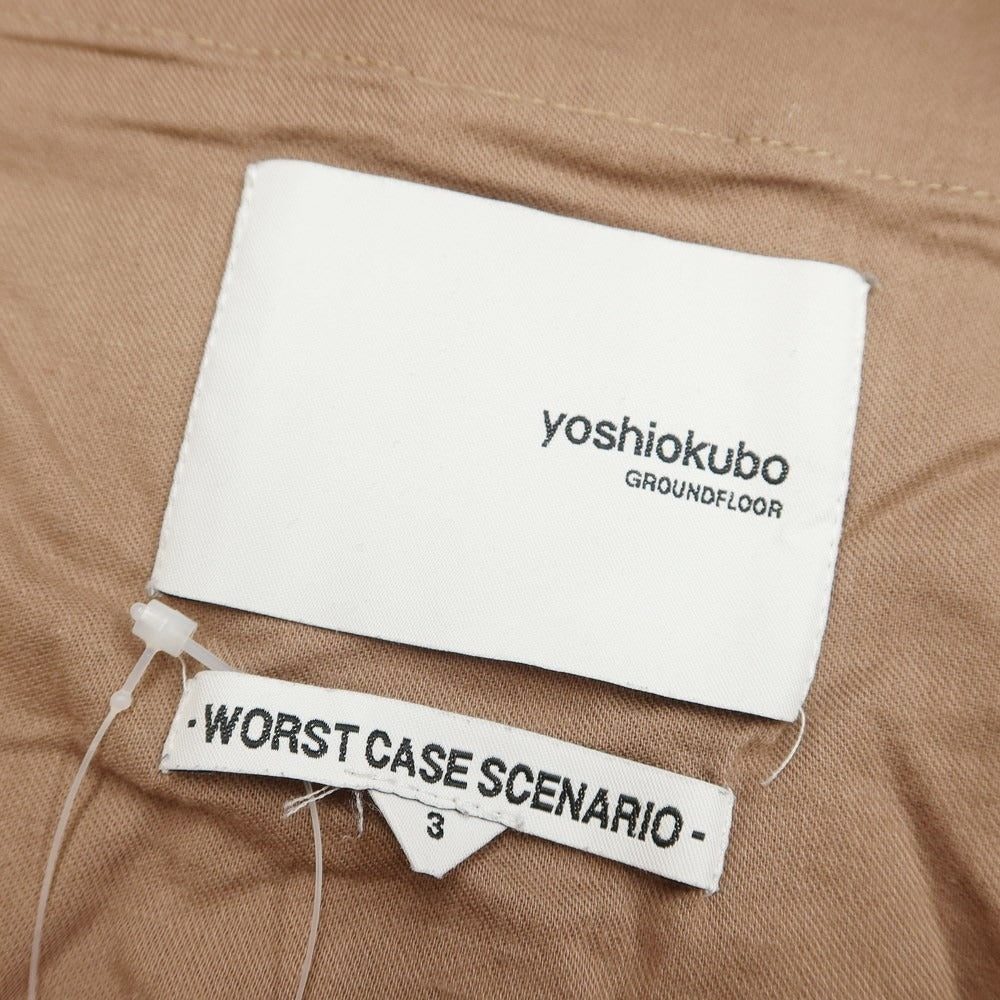 yoshiokubo
GROUNDFLOOR
-WORST CASE SCENARIO-
3